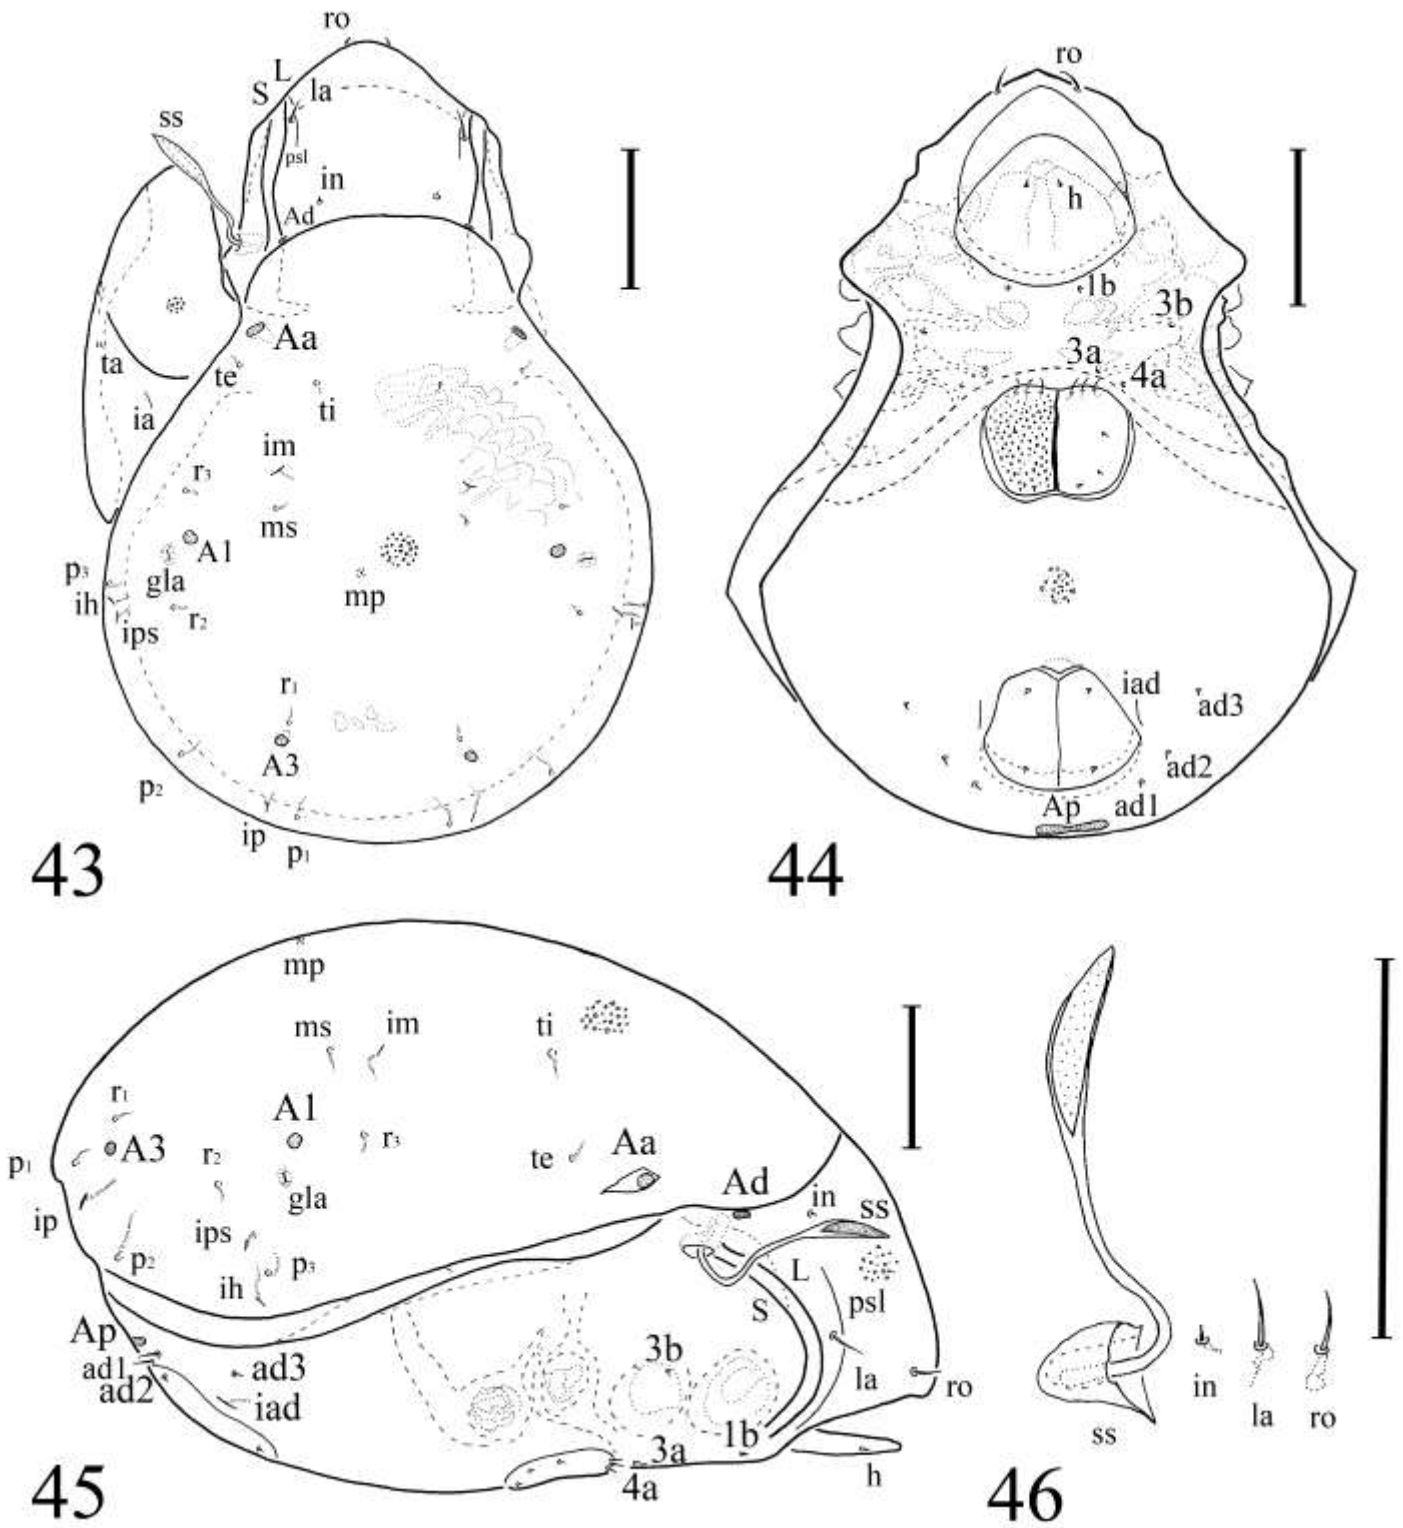 ro
L
S
la
ss
psl
in
Ad
Aa
ta
te
ti
ia
im
r3
ms
A1
p3
gla
mp
ih
r2
ips
r1
A3
p2
ip
p1
43
ro
h
1b
3b
3a
4a
iad
ad3
ad2
Ap
ad1
44
mp
ms
im
ti
r1
A1
A3
r2
r3
te
Aa
p1
gla
Ad
in
ss
ip
ips
p2
p3
ih
L
psl
S
Ap
ad1
ad3
3b
ad2
la
ro
iad
1b
3a
4a
h
45
in
la
ro
ss
46